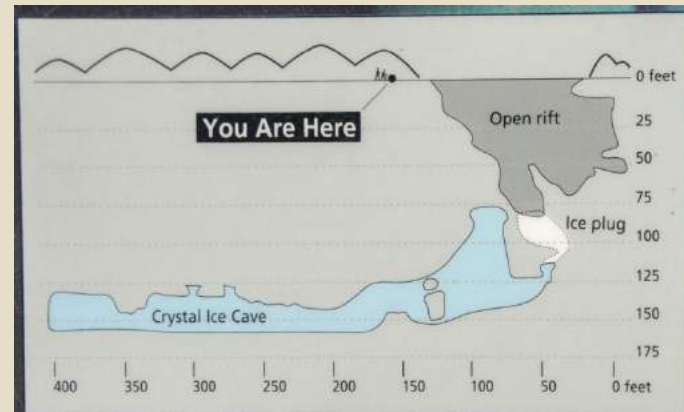 0 feet
You Are Here
Open rift
25
50
75
Ice plug
100
125
Crystal Ice Cave
150
175
400 350 300 250 200 150 100 50 0 feet